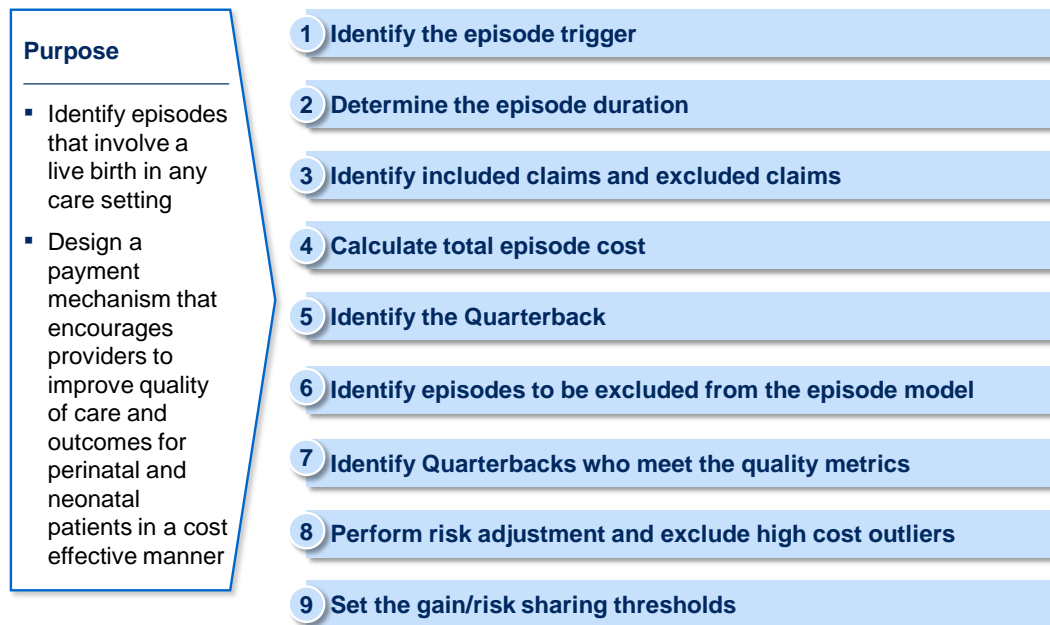 Purpose
▪ Identify episodes
that involve a
live birth in any
care setting
▪ Design a
payment
mechanism that
encourages
providers to
improve quality
of care and
outcomes for
perinatal and
neonatal
patients in a cost
effective manner
1 Identify the episode trigger
2 Determine the episode duration
3 Identify included claims and excluded claims
4 Calculate total episode cost
5 Identify the Quarterback
6 Identify episodes to be excluded from the episode model
7 Identify Quarterbacks who meet the quality metrics
8 Perform risk adjustment and exclude high cost outliers
9 Set the gain/risk sharing thresholds